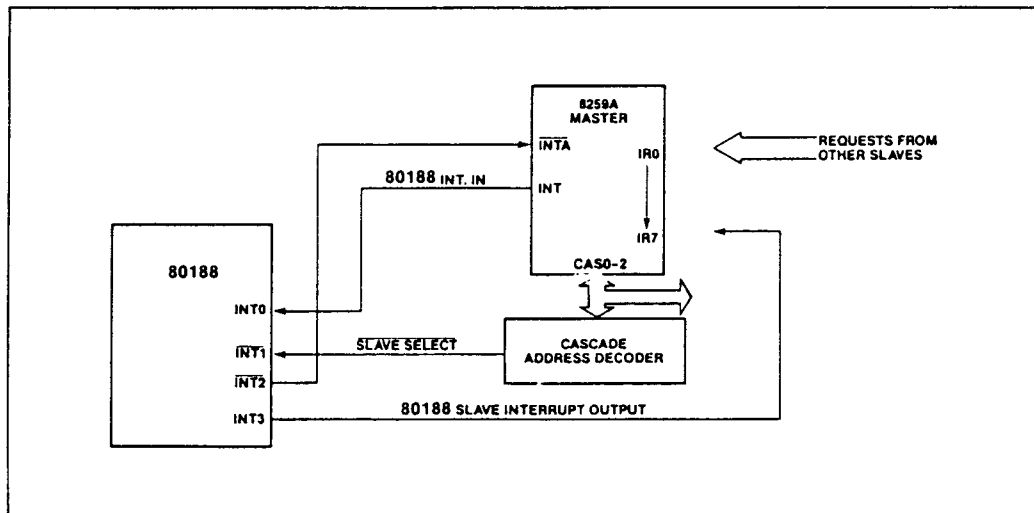 8259A
MASTER
INTA
IR0
REQUESTS FROM
OTHER SLAVES
80188 INT. IN
INT
IR7
CAS0-2
80188
INT0
INT1
SLAVE SELECT
CASCADE
ADDRESS DECODER
INT2
INT3
80188 SLAVE INTERRUPT OUTPUT